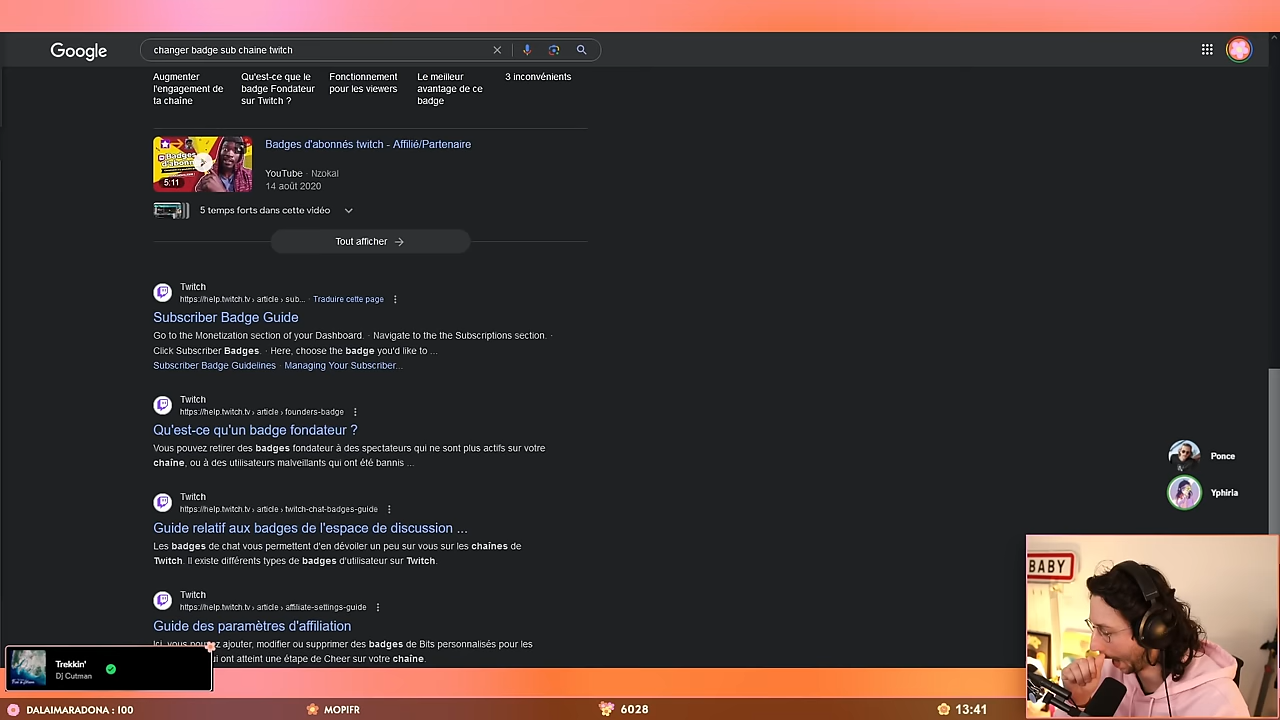 Google
changer badge sub chaine twitch
Augmenter l'engagement de ta chaîne
Qu'est-ce que le badge Fondateur sur Twitch ?
Fonctionnement pour les viewers
Le meilleur avantage de ce badge
3 inconvénients
5:11
Badges d'abonnés twitch - Affilié/Partenaire
YouTube · Nzokai
14 août 2020
5 temps forts dans cette vidéo
Tout afficher
Twitch
https://help.twitch.tv › article › sub... · Traduire cette page
Subscriber Badge Guide
Go to the Monetization section of your Dashboard. · Navigate to the the Subscriptions section. ·
Click Subscriber Badges. · Here, choose the badge you'd like to ...
Subscriber Badge Guidelines · Managing Your Subscriber...
Twitch
https://help.twitch.tv › article › founders-badge
Qu'est-ce qu'un badge fondateur ?
Vous pouvez retirer des badges fondateur à des spectateurs qui ne sont plus actifs sur votre
chaîne, ou à des utilisateurs malveillants qui ont été bannis ...
Twitch
https://help.twitch.tv › article › twitch-chat-badges-guide
Guide relatif aux badges de l'espace de discussion ...
Les badges de chat vous permettent d'en dévoiler un peu sur vous sur les chaînes de
Twitch. Il existe différents types de badges d'utilisateur sur Twitch.
Twitch
https://help.twitch.tv › article › affiliate-settings-guide
Guide des paramètres d'affiliation
Ici, vous pouvez ajouter, modifier ou supprimer des badges de Bits personnalisés pour les
ui ont atteint une étape de Cheer sur votre chaîne.
Ponce
Yphiria
BABY
Trekkin'
DJ Cutman
DALAIMARADONA : 100
MOPIFR
6028
13:41